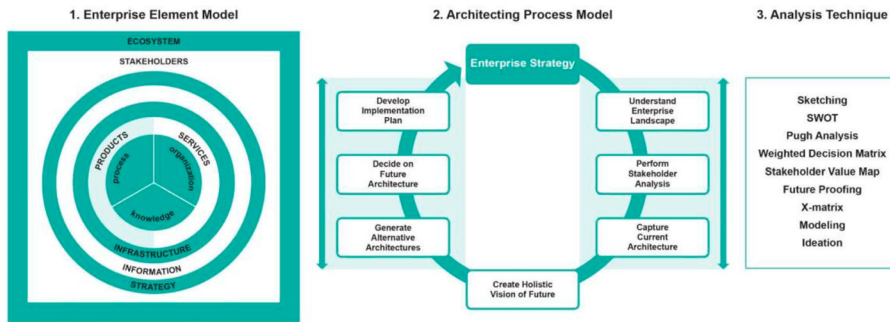 1. Enterprise Element Model
ECOSYSTEM
STAKEHOLDERS
PRODUCTS
SERVICES
process
organization
knowledge
INFRASTRUCTURE
INFORMATION
STRATEGY
2. Architecting Process Model
Enterprise Strategy
Develop
Implementation
Plan
Understand
Enterprise
Landscape
Decide on
Future
Architecture
Perform
Stakeholder
Analysis
Generate
Alternative
Architectures
Capture
Current
Architecture
Create Holistic
Vision of Future
3. Analysis Technique
Sketching
SWOT
Pugh Analysis
Weighted Decision Matrix
Stakeholder Value Map
Future Proofing
X-matrix
Modeling
Ideation